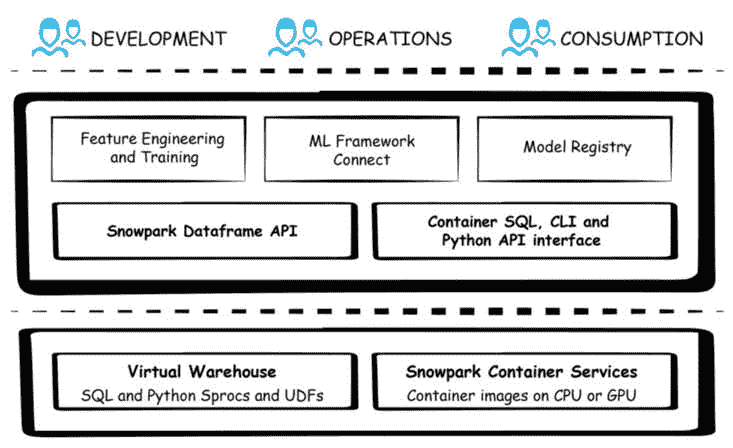 DEVELOPMENT OPERATIONS CONSUMPTION
Feature Engineering
and Training
ML Framework
Connect
Model Registry
Snowpark Dataframe API
Container SQL, CLI and
Python API interface
Virtual Warehouse
SQL and Python Sprocs and UDFs
Snowpark Container Services
Container images on CPU or GPU